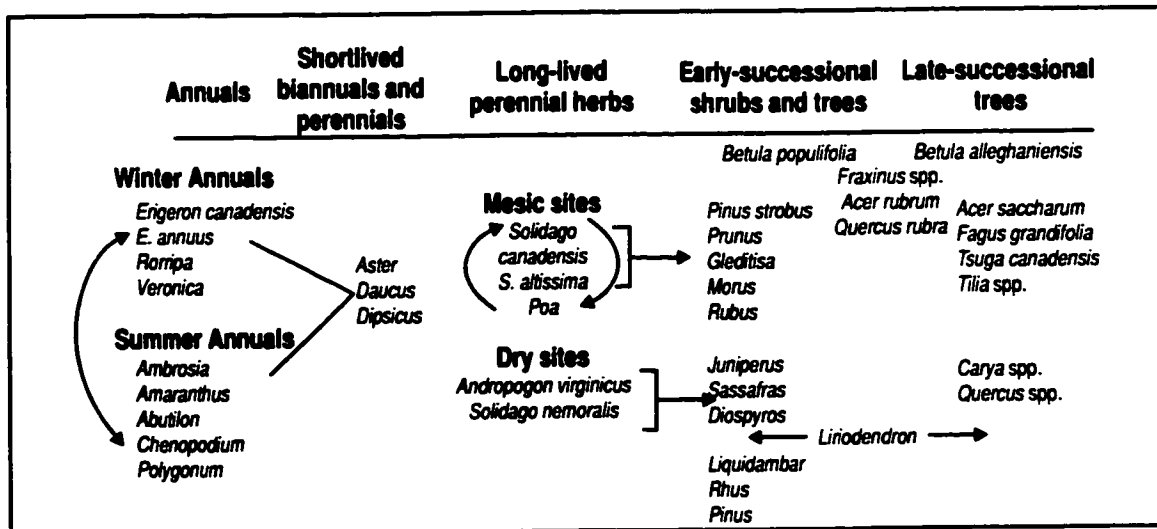 Annuals
Shortlived
biannuals and
perennials
Long-lived
perennial herbs
Early-successional
shrubs and trees
Late-successional
trees
Winter Annuals
Erigeron canadensis
E. annuus
Rorripa
Veronica
Summer Annuals
Ambrosia
Amaranthus
Abutilon
Chenopodium
Polygonum
Aster
Daucus
Dipsicus
Mesic sites
Solidago
canadensis
S. altissima
Poa
Dry sites
Andropogon virginicus
Solidago nemoralis
Betula populifolia
Pinus strobus
Prunus
Gleditisa
Morus
Rubus
Juniperus
Sassafras
Diospyros
Liquidambar
Rhus
Pinus
Fraxinus spp.
Acer rubrum
Quercus rubra
Liriodendron
Betula alleghaniensis
Acer saccharum
Fagus grandifolia
Tsuga canadensis
Tilia spp.
Carya spp.
Quercus spp.